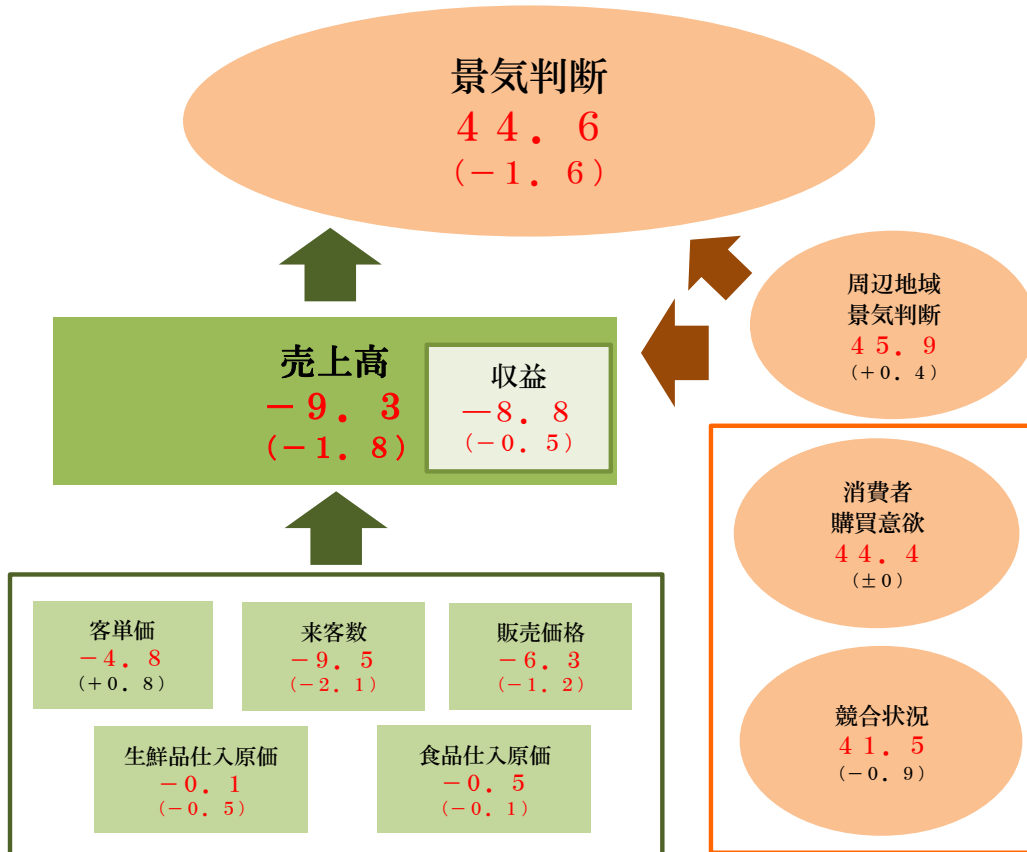 景気判断
４４．６
（－１．６）
周辺地域
景気判断
４５．９
（＋０．４）
売上高
－９．３
（－１．８）
収益
―８．８
（－０．５）
消費者
購買意欲
４４．４
（±０）
客単価
－４．８
（＋０．８）
来客数
－９．５
（－２．１）
販売価格
－６．３
（－１．２）
競合状況
４１．５
（－０．９）
生鮮品仕入原価
－０．１
（－０．５）
食品仕入原価
－０．５
（－０．１）